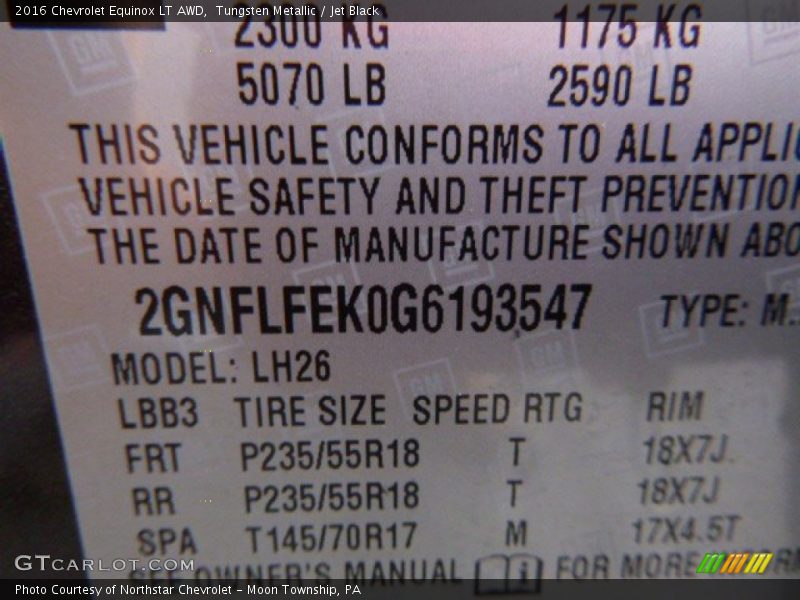 2016 Chevrolet Equinox LT AWD, Tungsten Metallic / Jet Black
2300 KG 1175 KG
5070 LB 2590 LB
THIS VEHICLE CONFORMS TO ALL APPLIC
VEHICLE SAFETY AND THEFT PREVENTION
THE DATE OF MANUFACTURE SHOWN ABO
2GNFLFEK0G6193547 TYPE: M.
MODEL: LH26
LBB3 TIRE SIZE SPEED RTG RIM
FRT P235/55R18 T 18X7J
RR P235/55R18 T 18X7J
SPA T145/70R17 M 17X4.5T
SEE OWNER'S MANUAL i FOR MORE
GTCARLOT.COM
Photo Courtesy of Northstar Chevrolet - Moon Township, PA